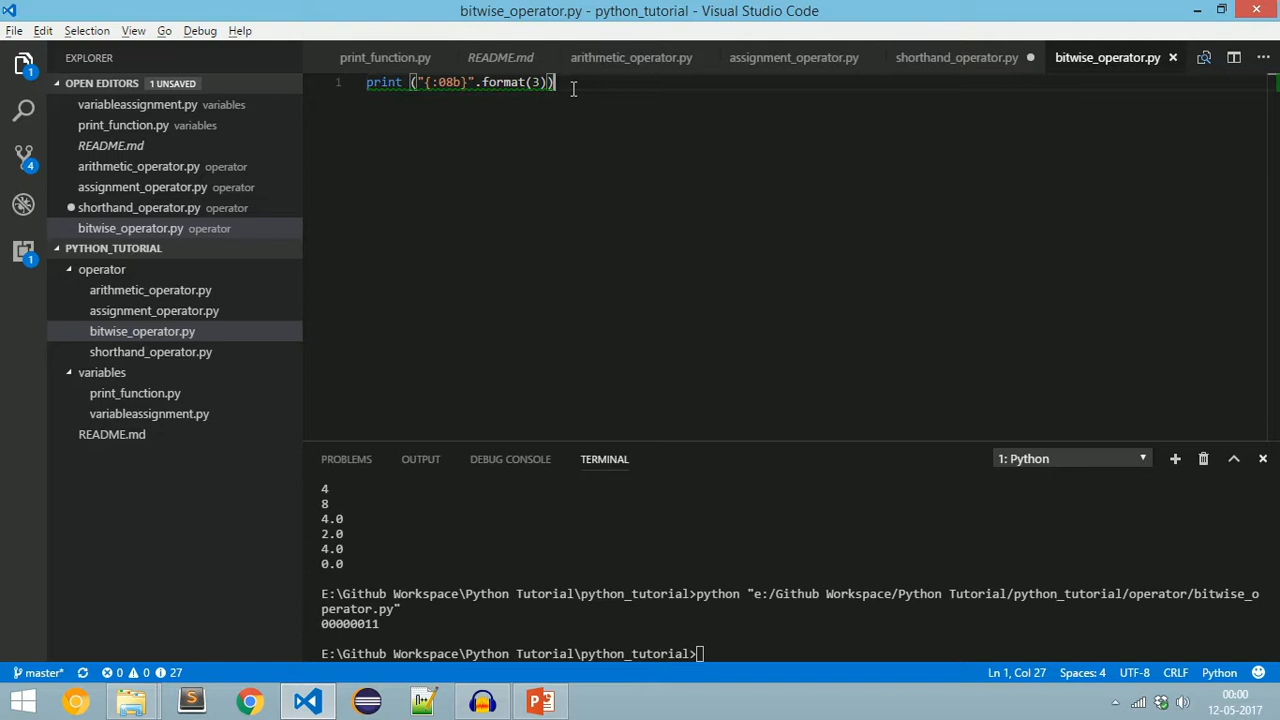 bitwise_operator.py - python_tutorial - Visual Studio Code
File Edit Selection View Go Debug Help
EXPLORER
print_function.py README.md arithmetic_operator.py assignment_operator.py shorthand_operator.py bitwise_operator.py
OPEN EDITORS 1 UNSAVED
variableassignment.py variables
print_function.py variables
README.md
arithmetic_operator.py operator
assignment_operator.py operator
shorthand_operator.py operator
bitwise_operator.py operator
PYTHON_TUTORIAL
operator
arithmetic_operator.py
assignment_operator.py
bitwise_operator.py
shorthand_operator.py
variables
print_function.py
variableassignment.py
README.md
1
4
1
1 print ("{:08b}".format(3))
PROBLEMS OUTPUT DEBUG CONSOLE TERMINAL 1: Python
4
8
4.0
2.0
4.0
0.0
E:\Github Workspace\Python Tutorial\python_tutorial>python "e:/Github Workspace/Python Tutorial/python_tutorial/operator/bitwise_o
perator.py"
00000011
E:\Github Workspace\Python Tutorial\python_tutorial>
master* 0 0 27 Ln 1, Col 27 Spaces: 4 UTF-8 CRLF Python
00:00
12-05-2017